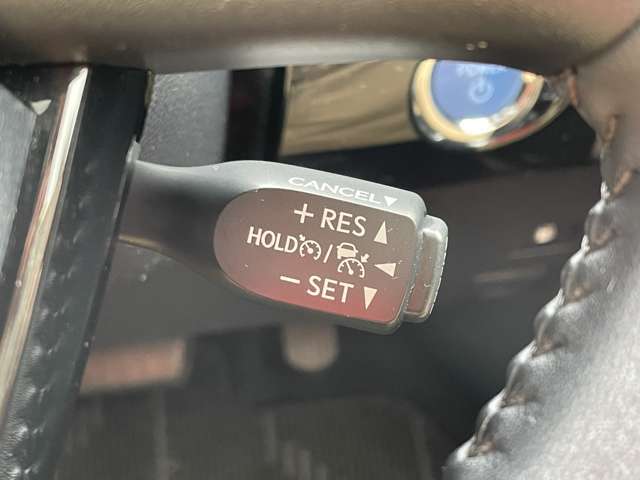 CANCEL▼
+RES▲
HOLD / ◀
−SET▼